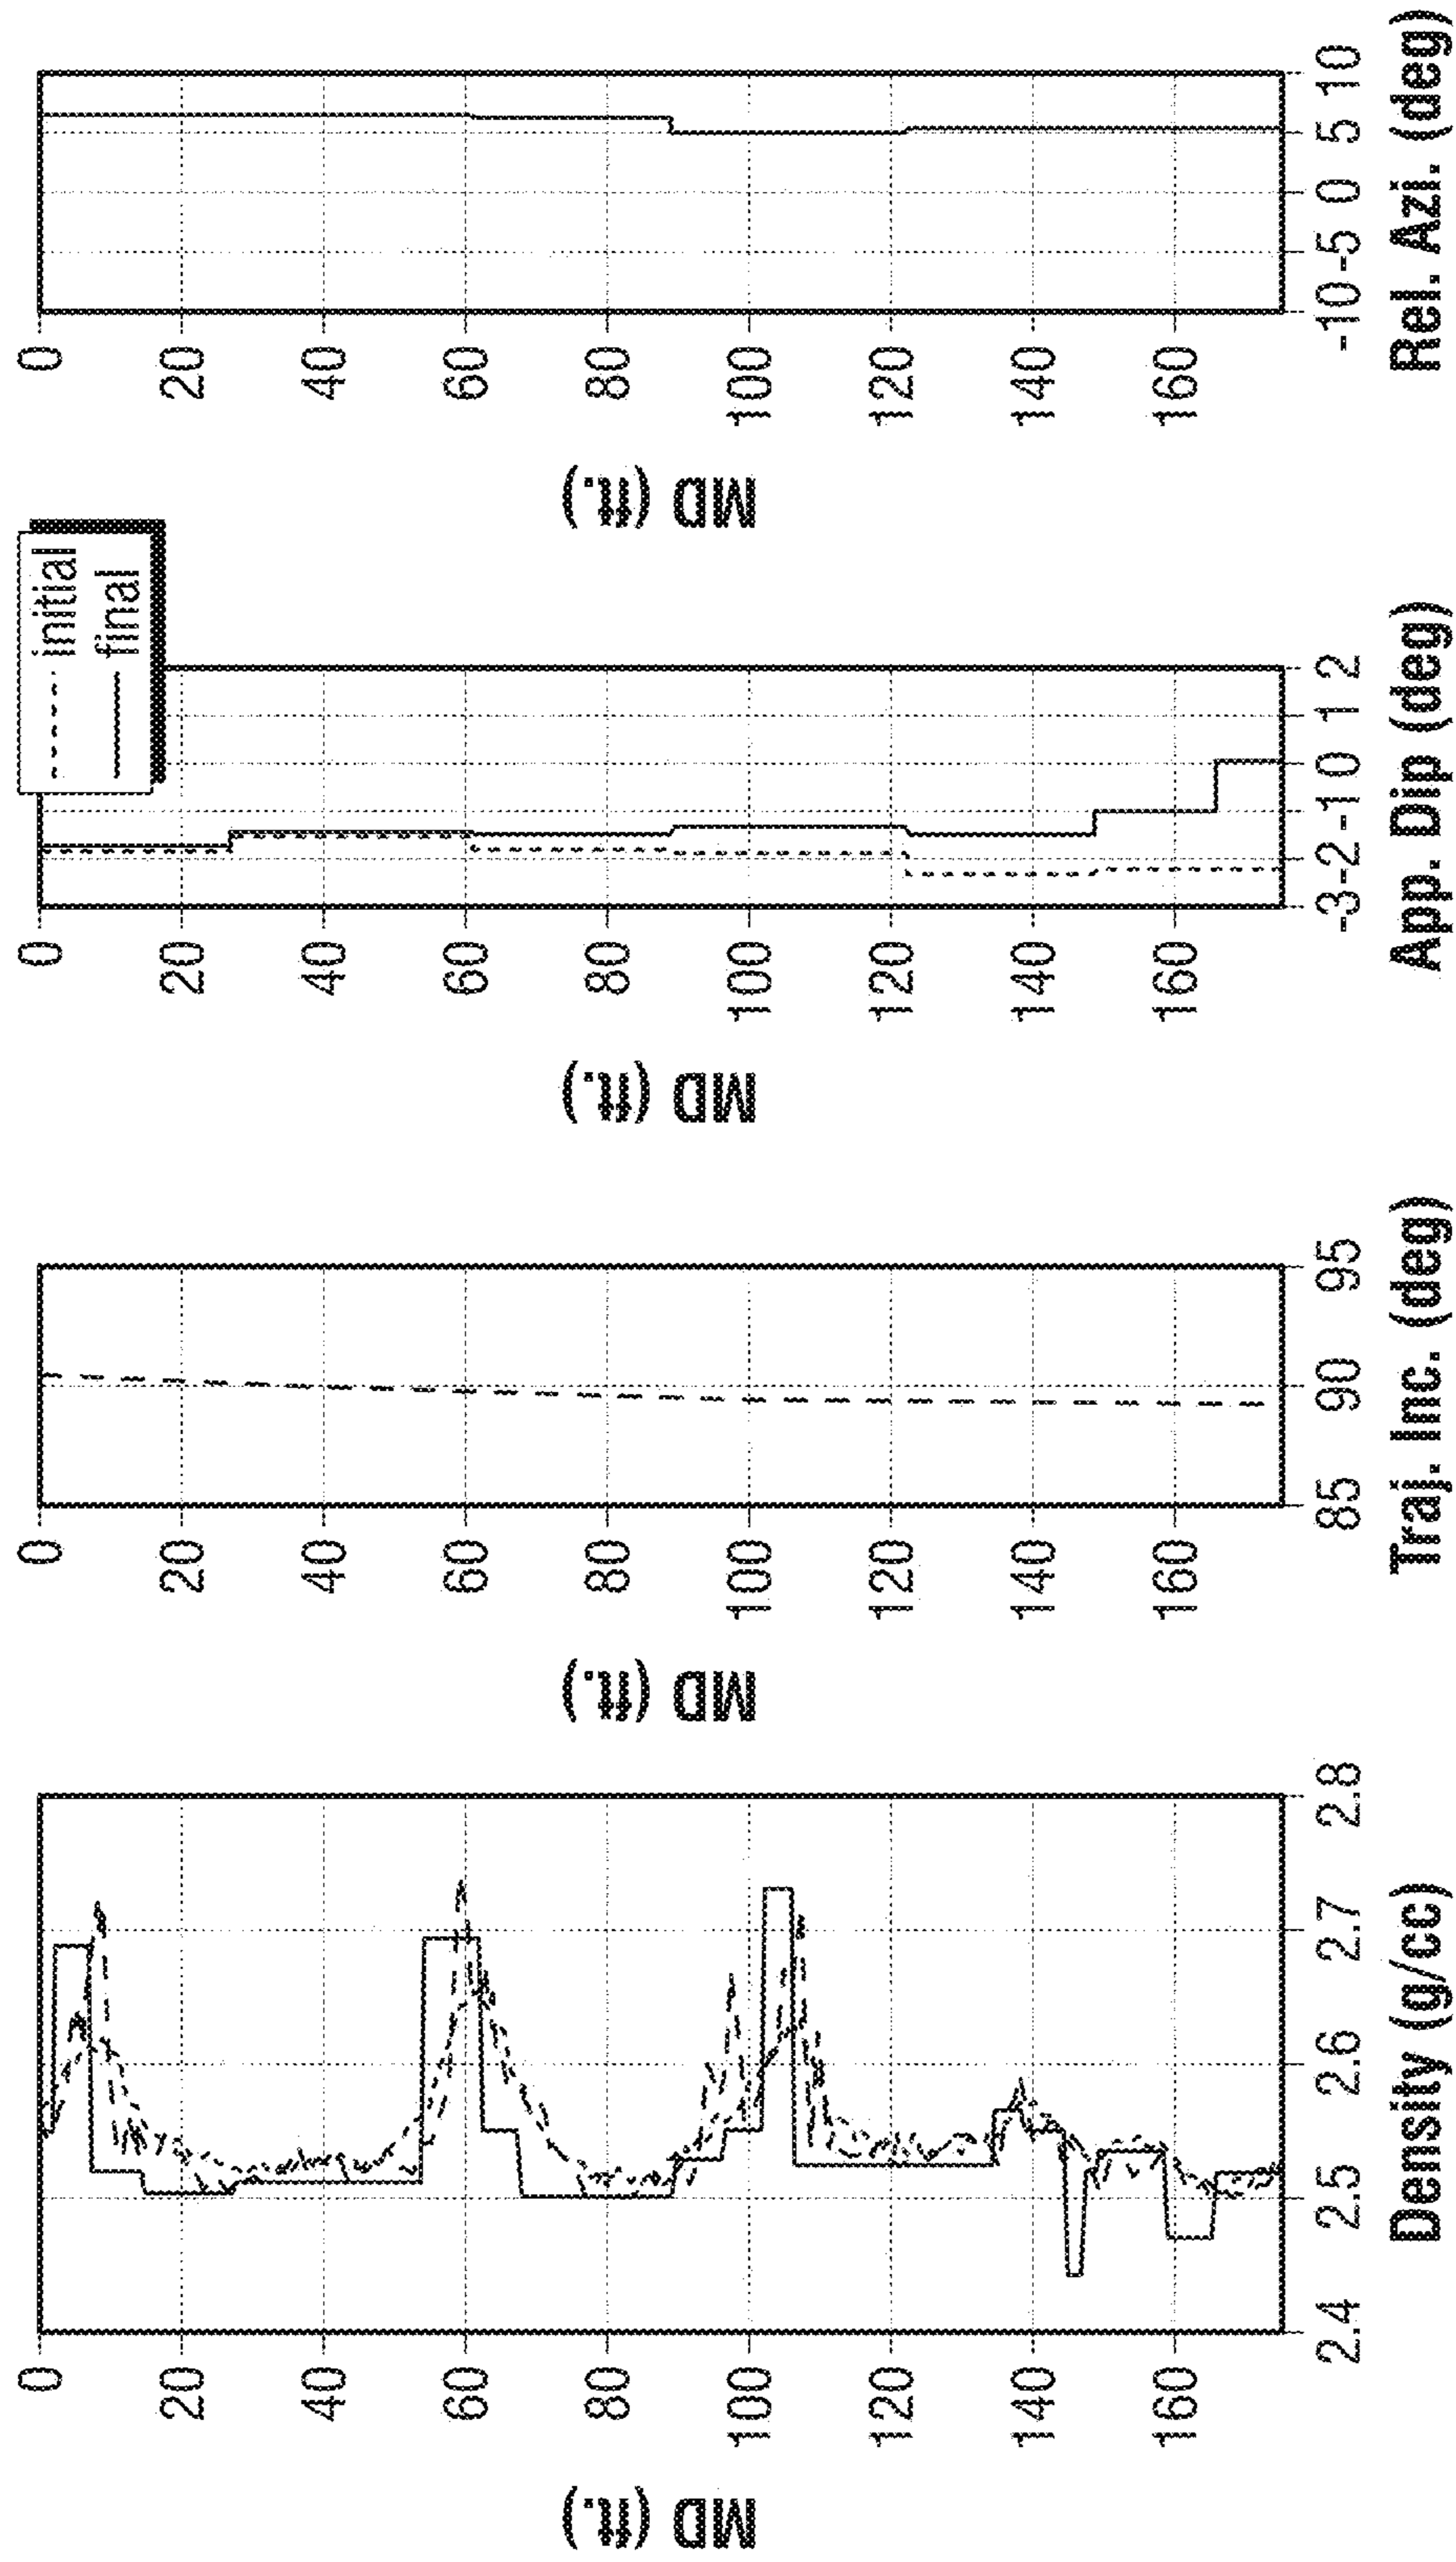 MD (ft.)
0
20
40
60
80
100
120
140
160
2.4 2.5 2.6 2.7 2.8
Density (g/cc)
MD (ft.)
0
20
40
60
80
100
120
140
160
85 90 95
Traj. Inc. (deg)
MD (ft.)
0
20
40
60
80
100
120
140
160
initial
final
-3 -2 -1 0 1 2
App. Dip (deg)
MD (ft.)
0
20
40
60
80
100
120
140
160
-10 -5 0 5 10
Rel. Azi. (deg)